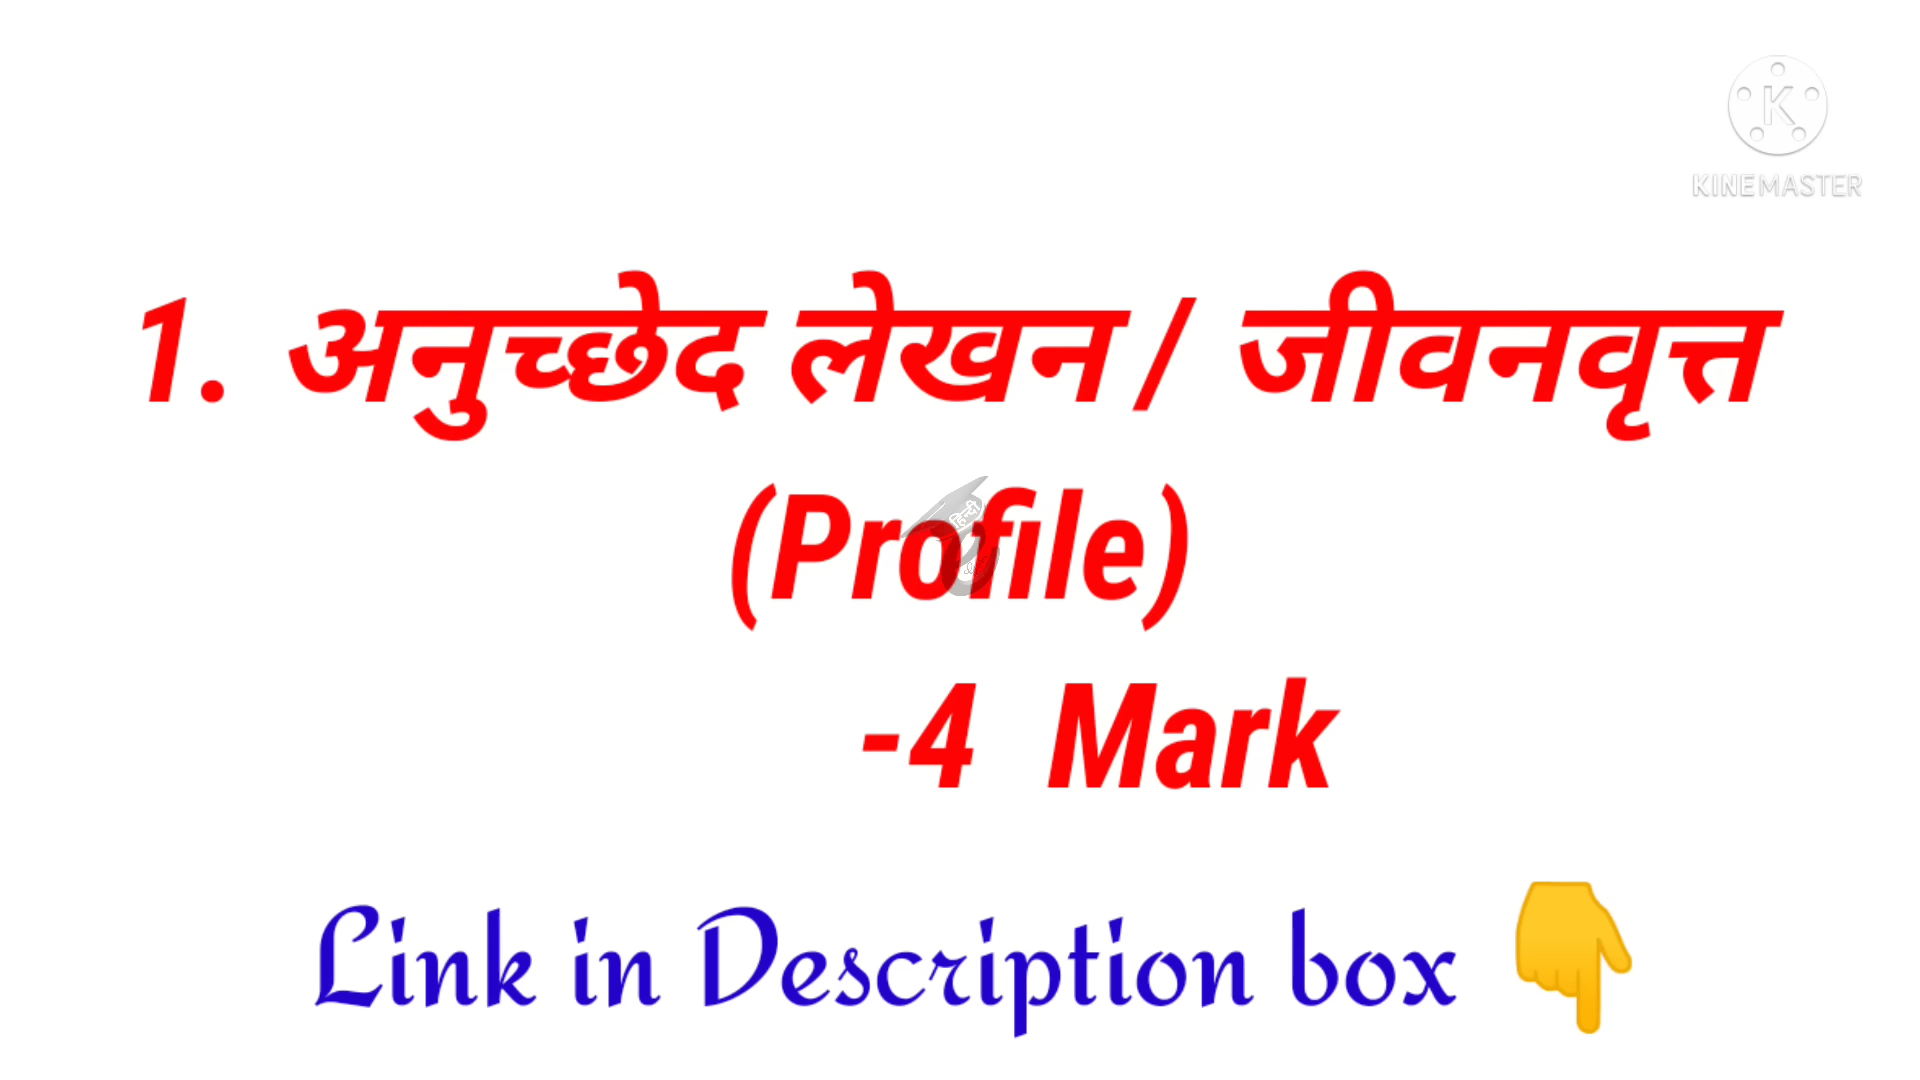 K
KINEMASTER
1. अनुच्छेद लेखन / जीवनवृत्त
(Profile)
हिन्दी
-4 Mark
Link in Description box